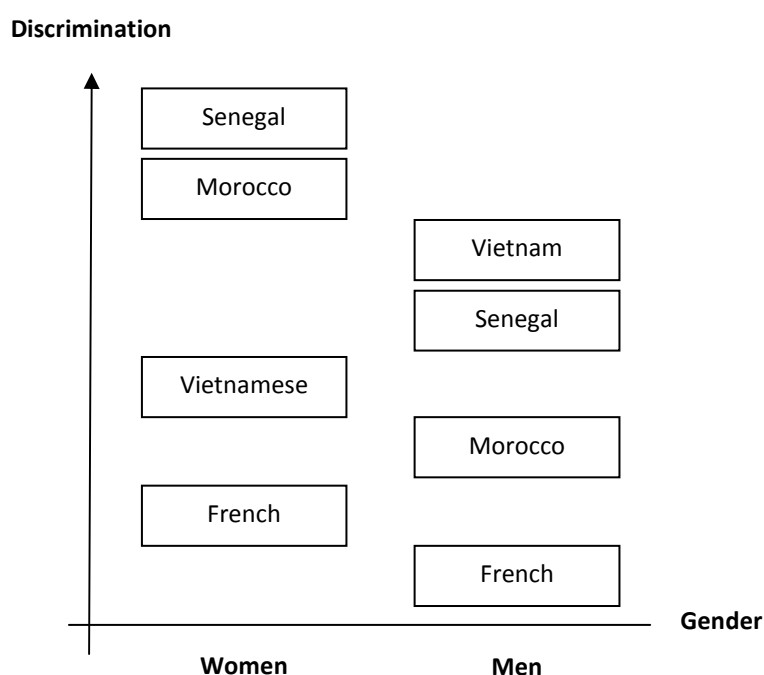 Discrimination
Senegal
Morocco
Vietnam
Senegal
Vietnamese
Morocco
French
French
Gender
Women
Men